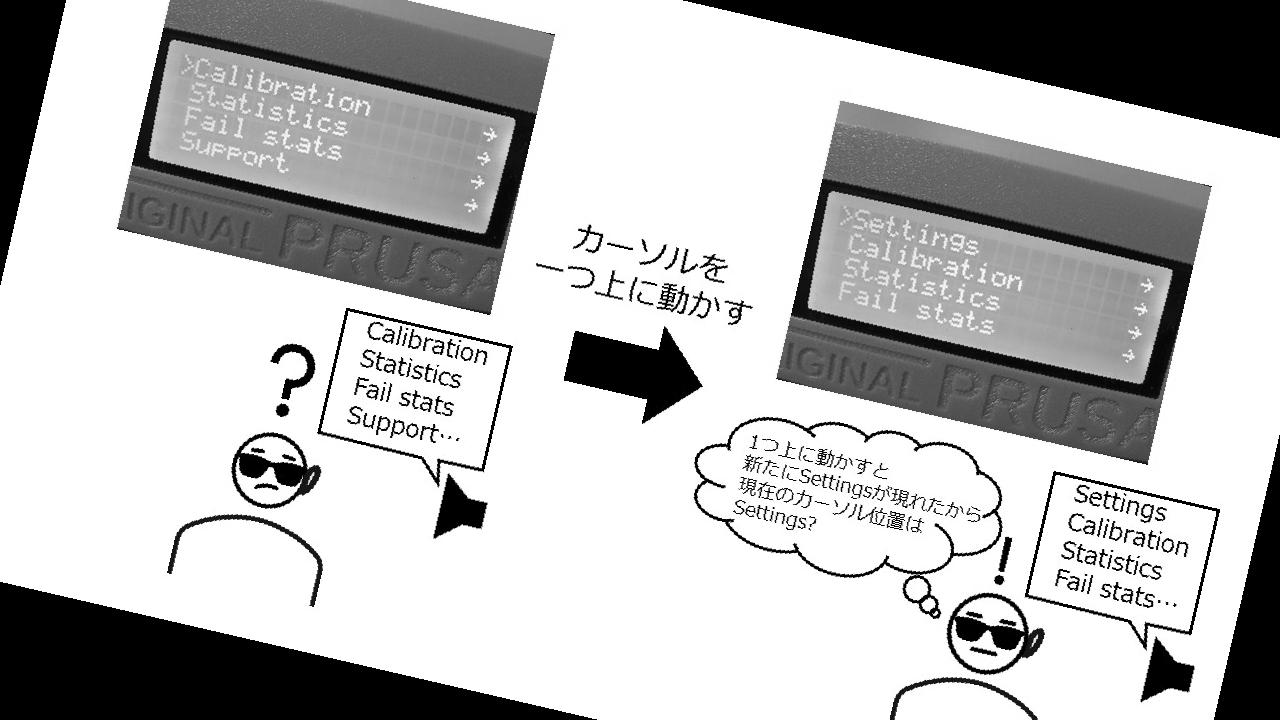 >Calibration
Statistics →
Fail stats →
Support →
→
IGINAL PRUSA
カーソルを
一つ上に動かす
>Settings
Calibration →
Statistics →
Fail stats →
→
IGINAL PRUSA
Calibration
Statistics
Fail stats
Support…
?
1つ上に動かすと
新たにSettingsが現れたから
現在のカーソル位置は
Settings?
!
Settings
Calibration
Statistics
Fail stats…